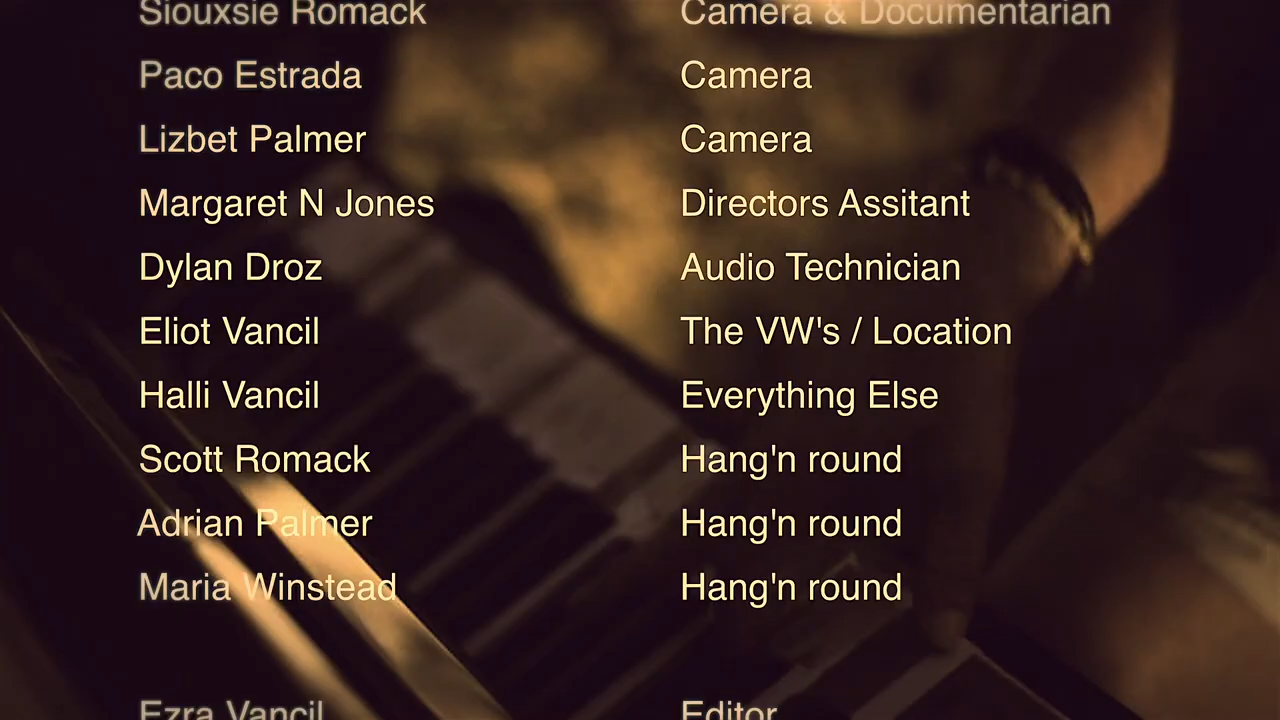 Siouxsie Romack Camera & Documentarian
Paco Estrada Camera
Lizbet Palmer Camera
Margaret N Jones Directors Assitant
Dylan Droz Audio Technician
Eliot Vancil The VW's / Location
Halli Vancil Everything Else
Scott Romack Hang'n round
Adrian Palmer Hang'n round
Maria Winstead Hang'n round
Ezra Vancil Editor